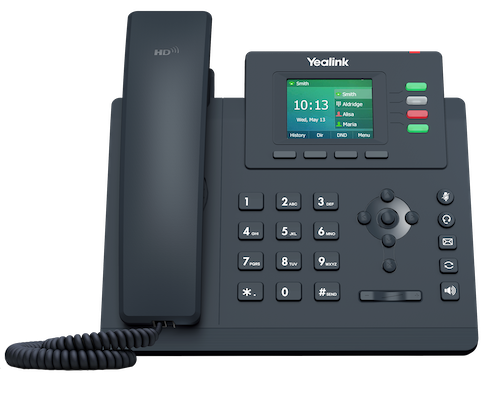 HD
Yealink
Smith
10:13
Wed, May 13
Smith
Aldridge
Alisa
Maria
History Dir DND Menu
1 2 ABC 3 DEF
4 GHI 5 JKL 6 MNO
7 PQRS 8 TUV 9 WXYZ
*. 0 #SEND